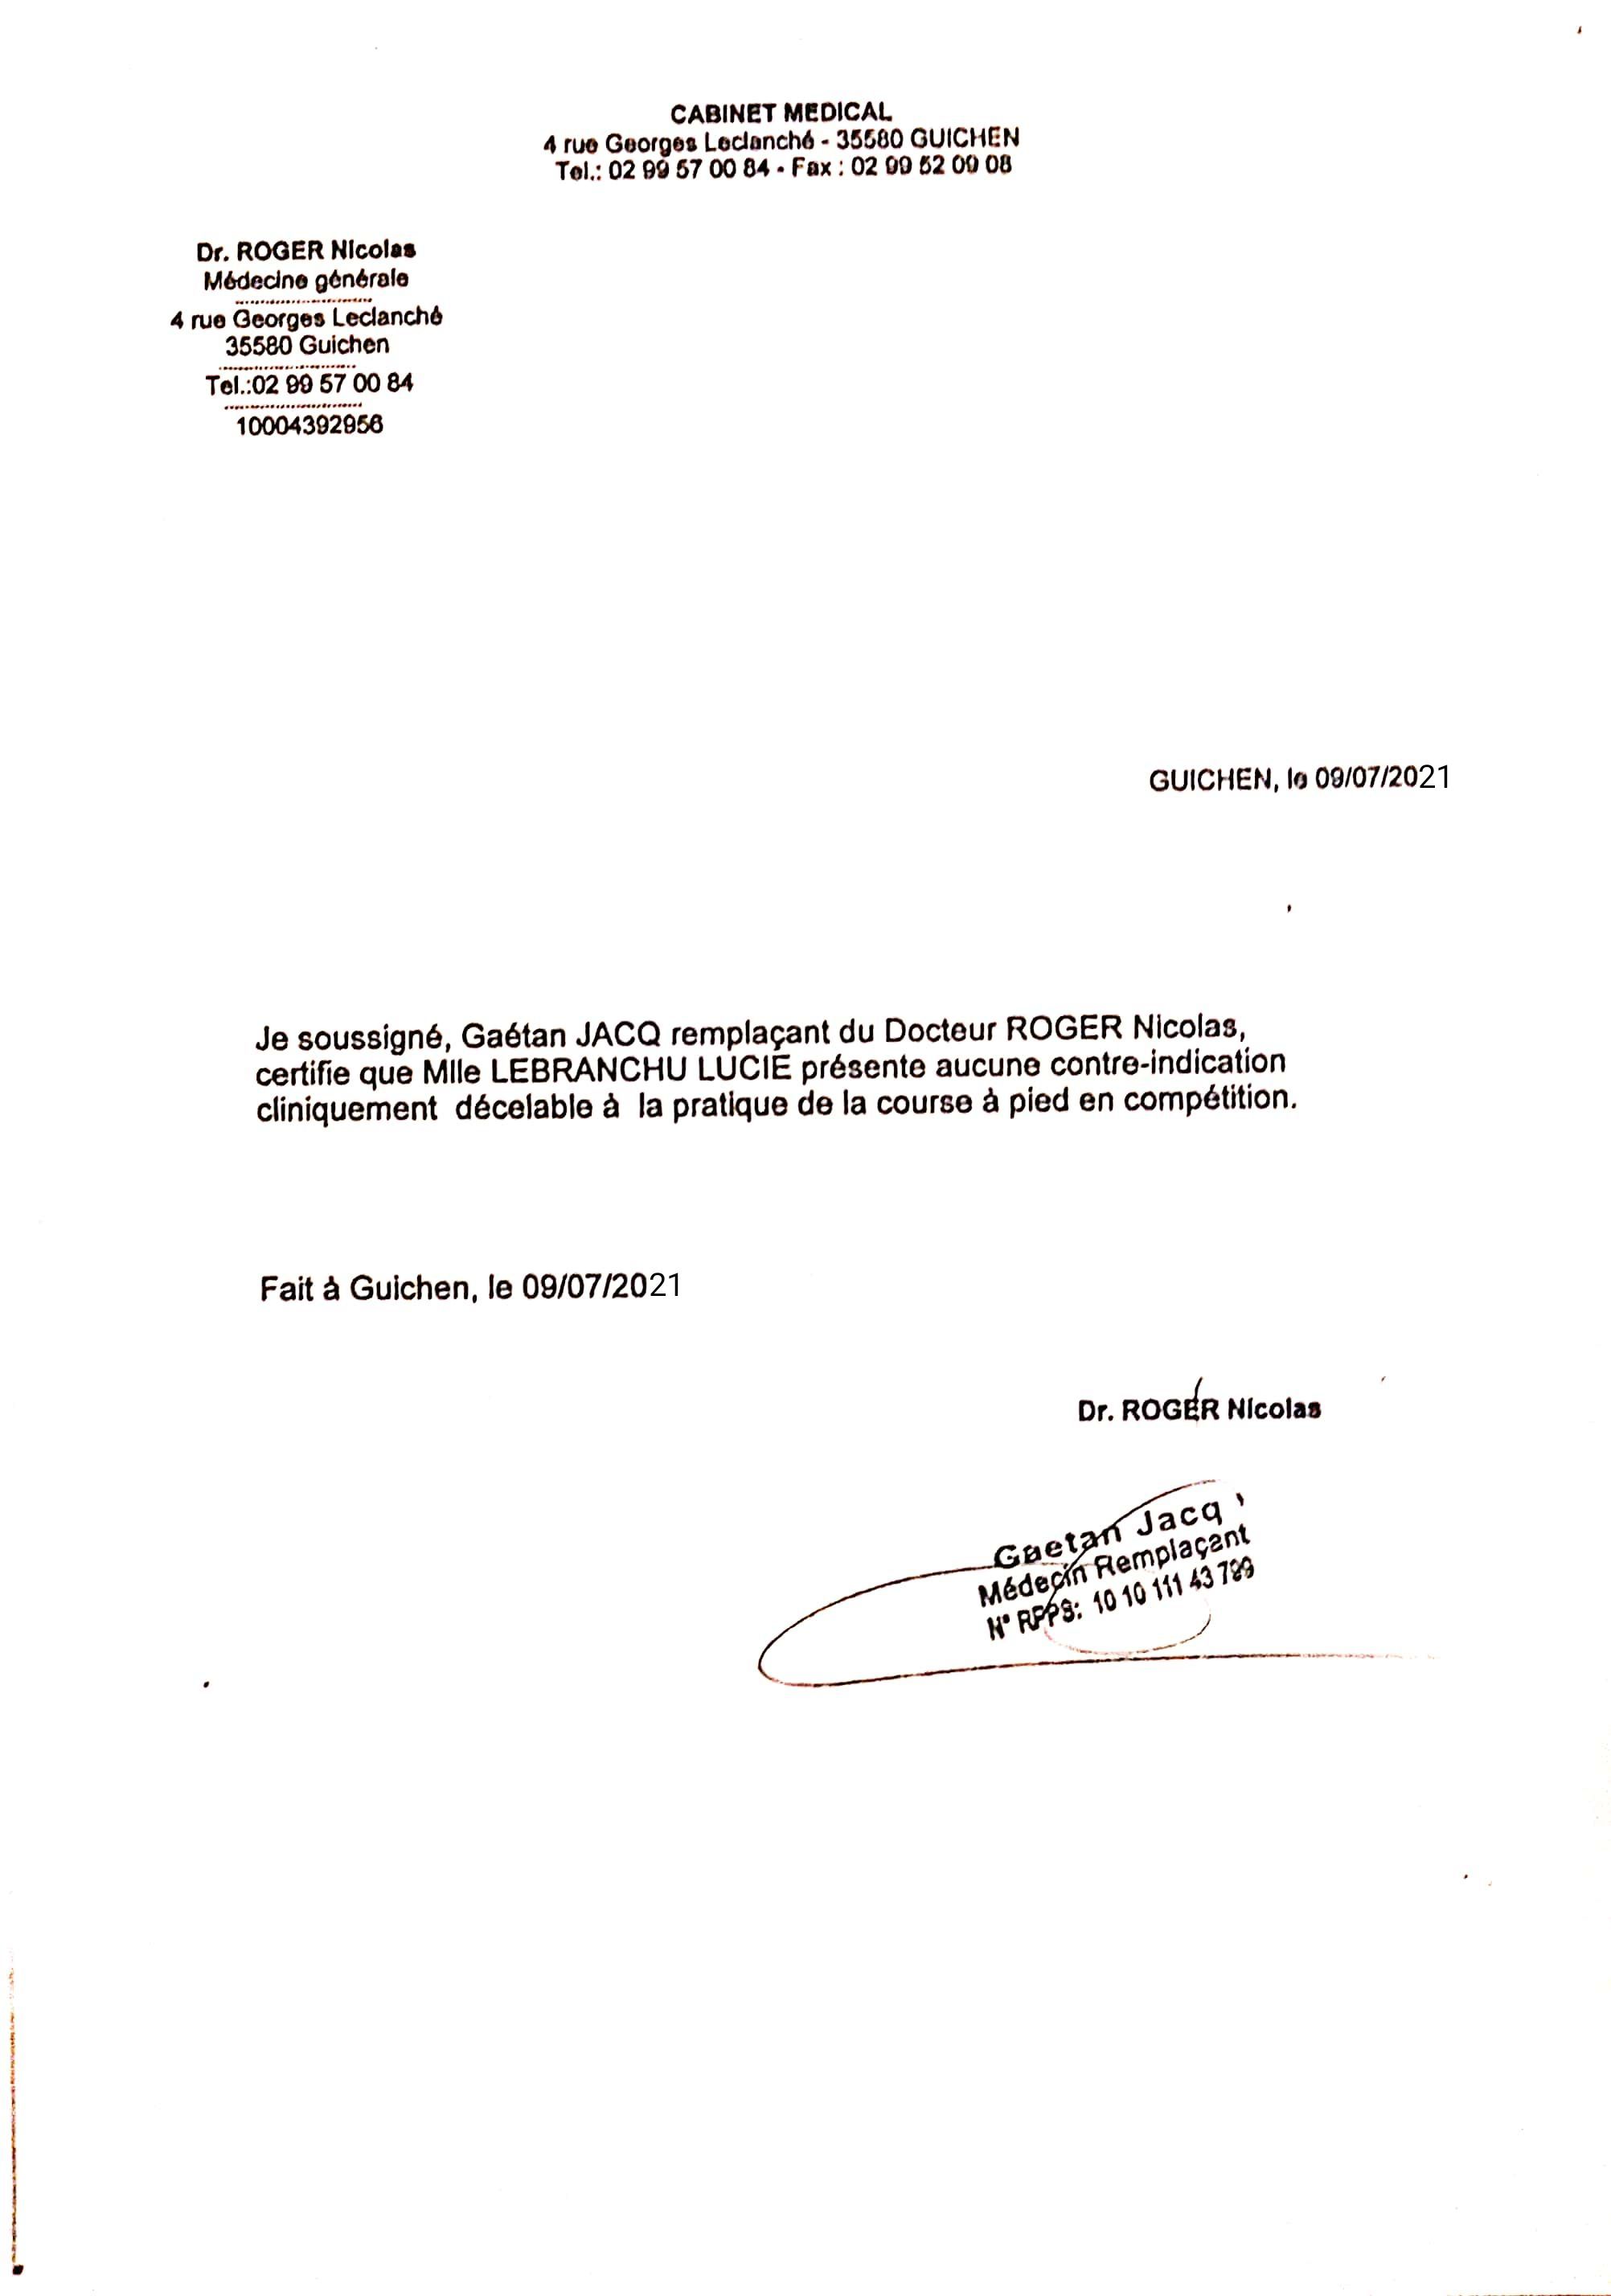 CABINET MEDICAL
4 rue Georges Leclanché - 35580 GUICHEN
Tel.: 02 99 57 00 84 - Fax : 02 99 52 09 08
Dr. ROGER Nicolas
Médecine générale
4 rue Georges Leclanché
35580 Guichen
Tel.:02 99 57 00 84
10004392956
GUICHEN, le 09/07/2021
Je soussigné, Gaétan JACQ remplaçant du Docteur ROGER Nicolas,
certifie que Mlle LEBRANCHU LUCIE présente aucune contre-indication
cliniquement décelable à la pratique de la course à pied en compétition.
Fait à Guichen, le 09/07/2021
Dr. ROGER Nicolas
Gaetan Jacq
Médecin Remplaçant
N° RPPS: 10 10 111 43 789